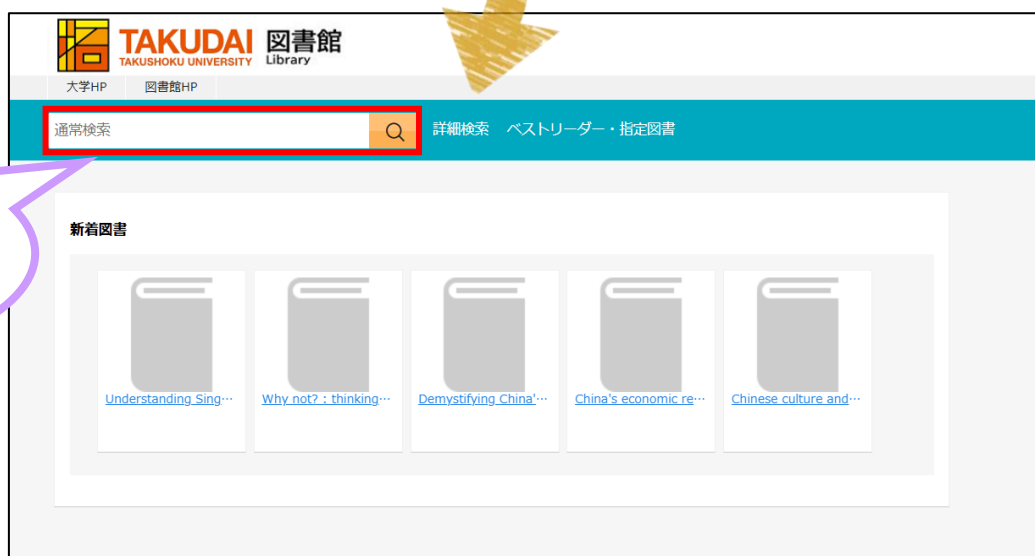 TAKUDAI 図書館
TAKUSHOKU UNIVERSITY Library
大学HP 図書館HP
通常検索 詳細検索 ベストリーダー・指定図書
新着図書
Understanding Sing… Why not? : thinking… Demystifying China'… China's economic re… Chinese culture and…